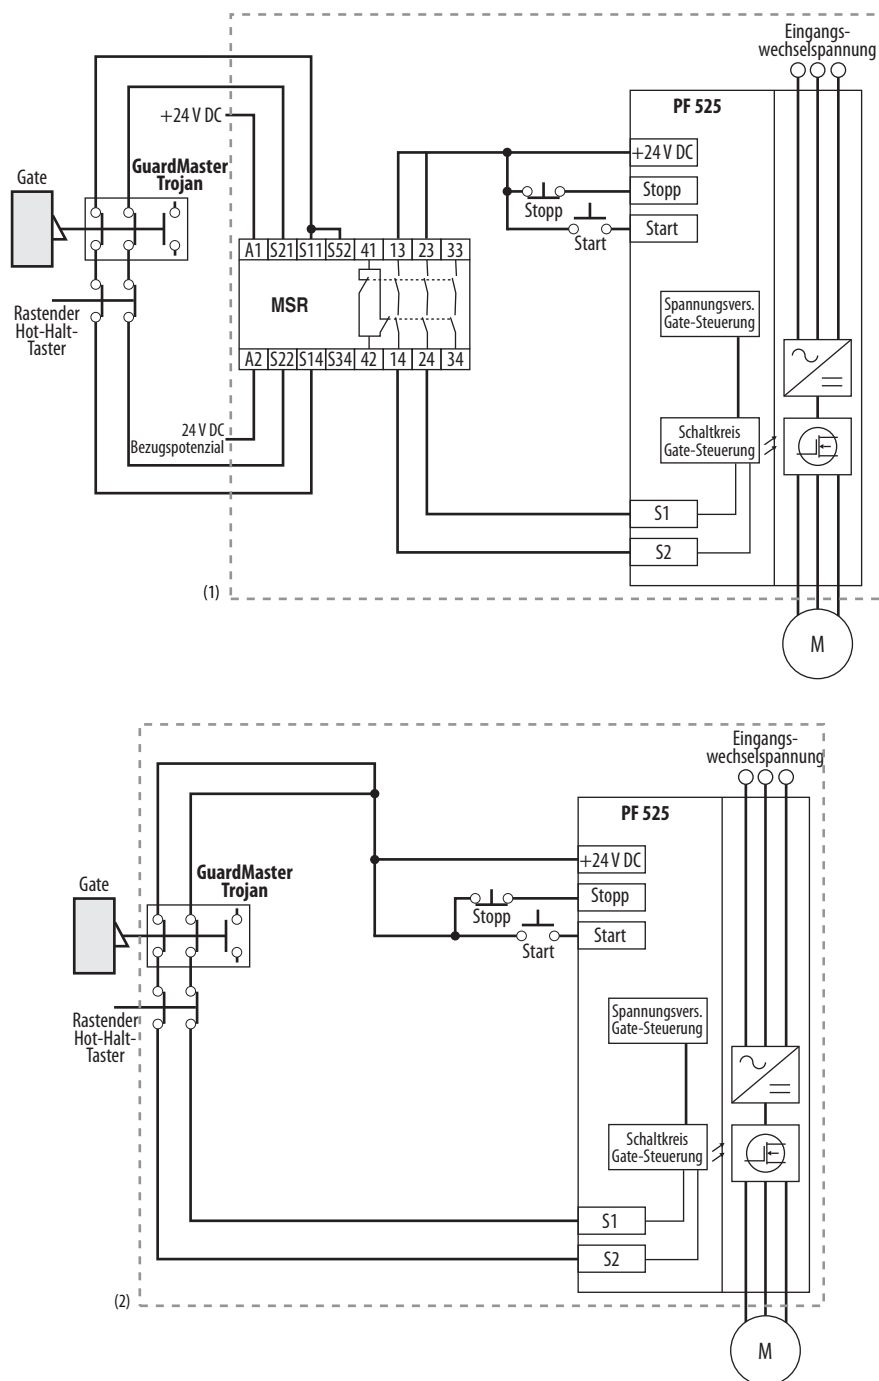 Eingangs-
wechselspannung
PF 525
+24 V DC
+24 V DC
GuardMaster
Trojan
Gate
Stopp
Stopp
Start
Start
A1 S21 S11 S52 41 13 23 33
MSR
Spannungsvers.
Gate-Steuerung
Rastender
Hot-Halt-
Taster
A2 S22 S14 S34 42 14 24 34
24 V DC
Bezugspotenzial
Schaltkreis
Gate-Steuerung
S1
S2
(1)
M
Eingangs-
wechselspannung
PF 525
+24 V DC
GuardMaster
Trojan
Gate
Stopp
Stopp
Start
Start
Spannungsvers.
Gate-Steuerung
Rastender
Hot-Halt-
Taster
Schaltkreis
Gate-Steuerung
S1
S2
(2)
M